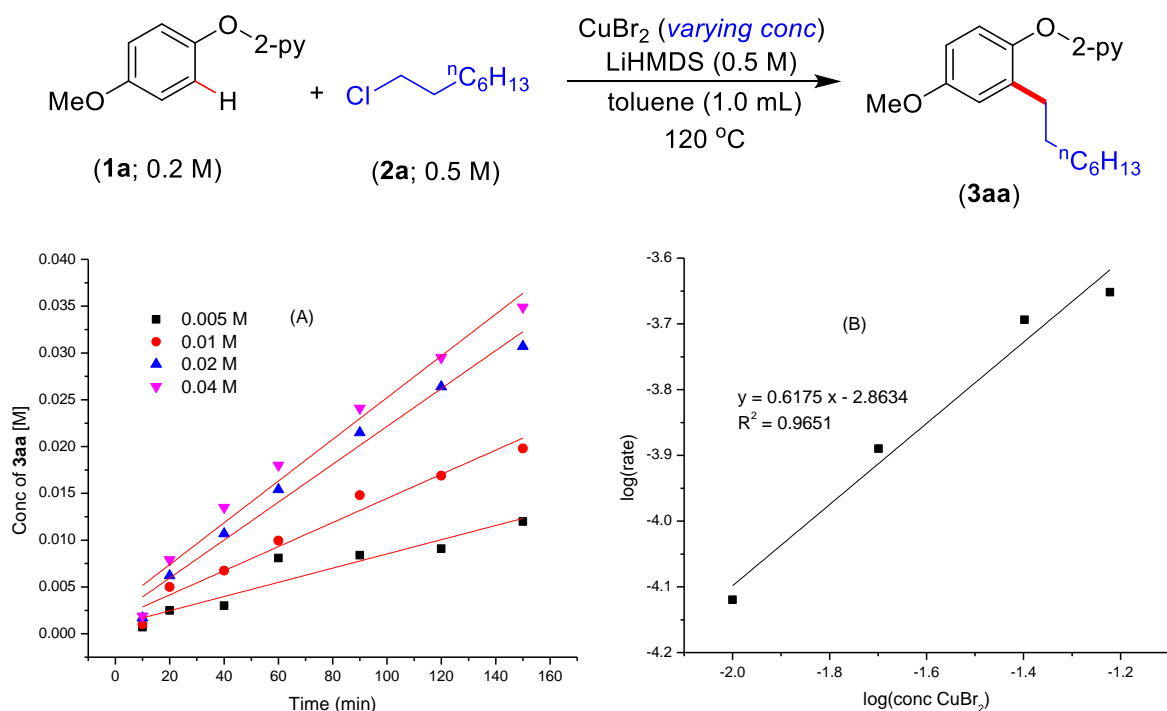 O
2-py
MeO
H
(1a; 0.2 M)
+
Cl
ⁿC₆H₁₃
(2a; 0.5 M)
CuBr₂ (varying conc)
LiHMDS (0.5 M)
toluene (1.0 mL)
120 °C
O
2-py
MeO
ⁿC₆H₁₃
(3aa)
(A)
0.005 M
0.01 M
0.02 M
0.04 M
Conc of 3aa [M]
0.040
0.035
0.030
0.025
0.020
0.015
0.010
0.005
0.000
0 20 40 60 80 100 120 140 160
Time (min)
(B)
y = 0.6175 x - 2.8634
R² = 0.9651
log(rate)
-3.6
-3.7
-3.8
-3.9
-4.0
-4.1
-4.2
-2.0 -1.8 -1.6 -1.4 -1.2
log(conc CuBr₂)